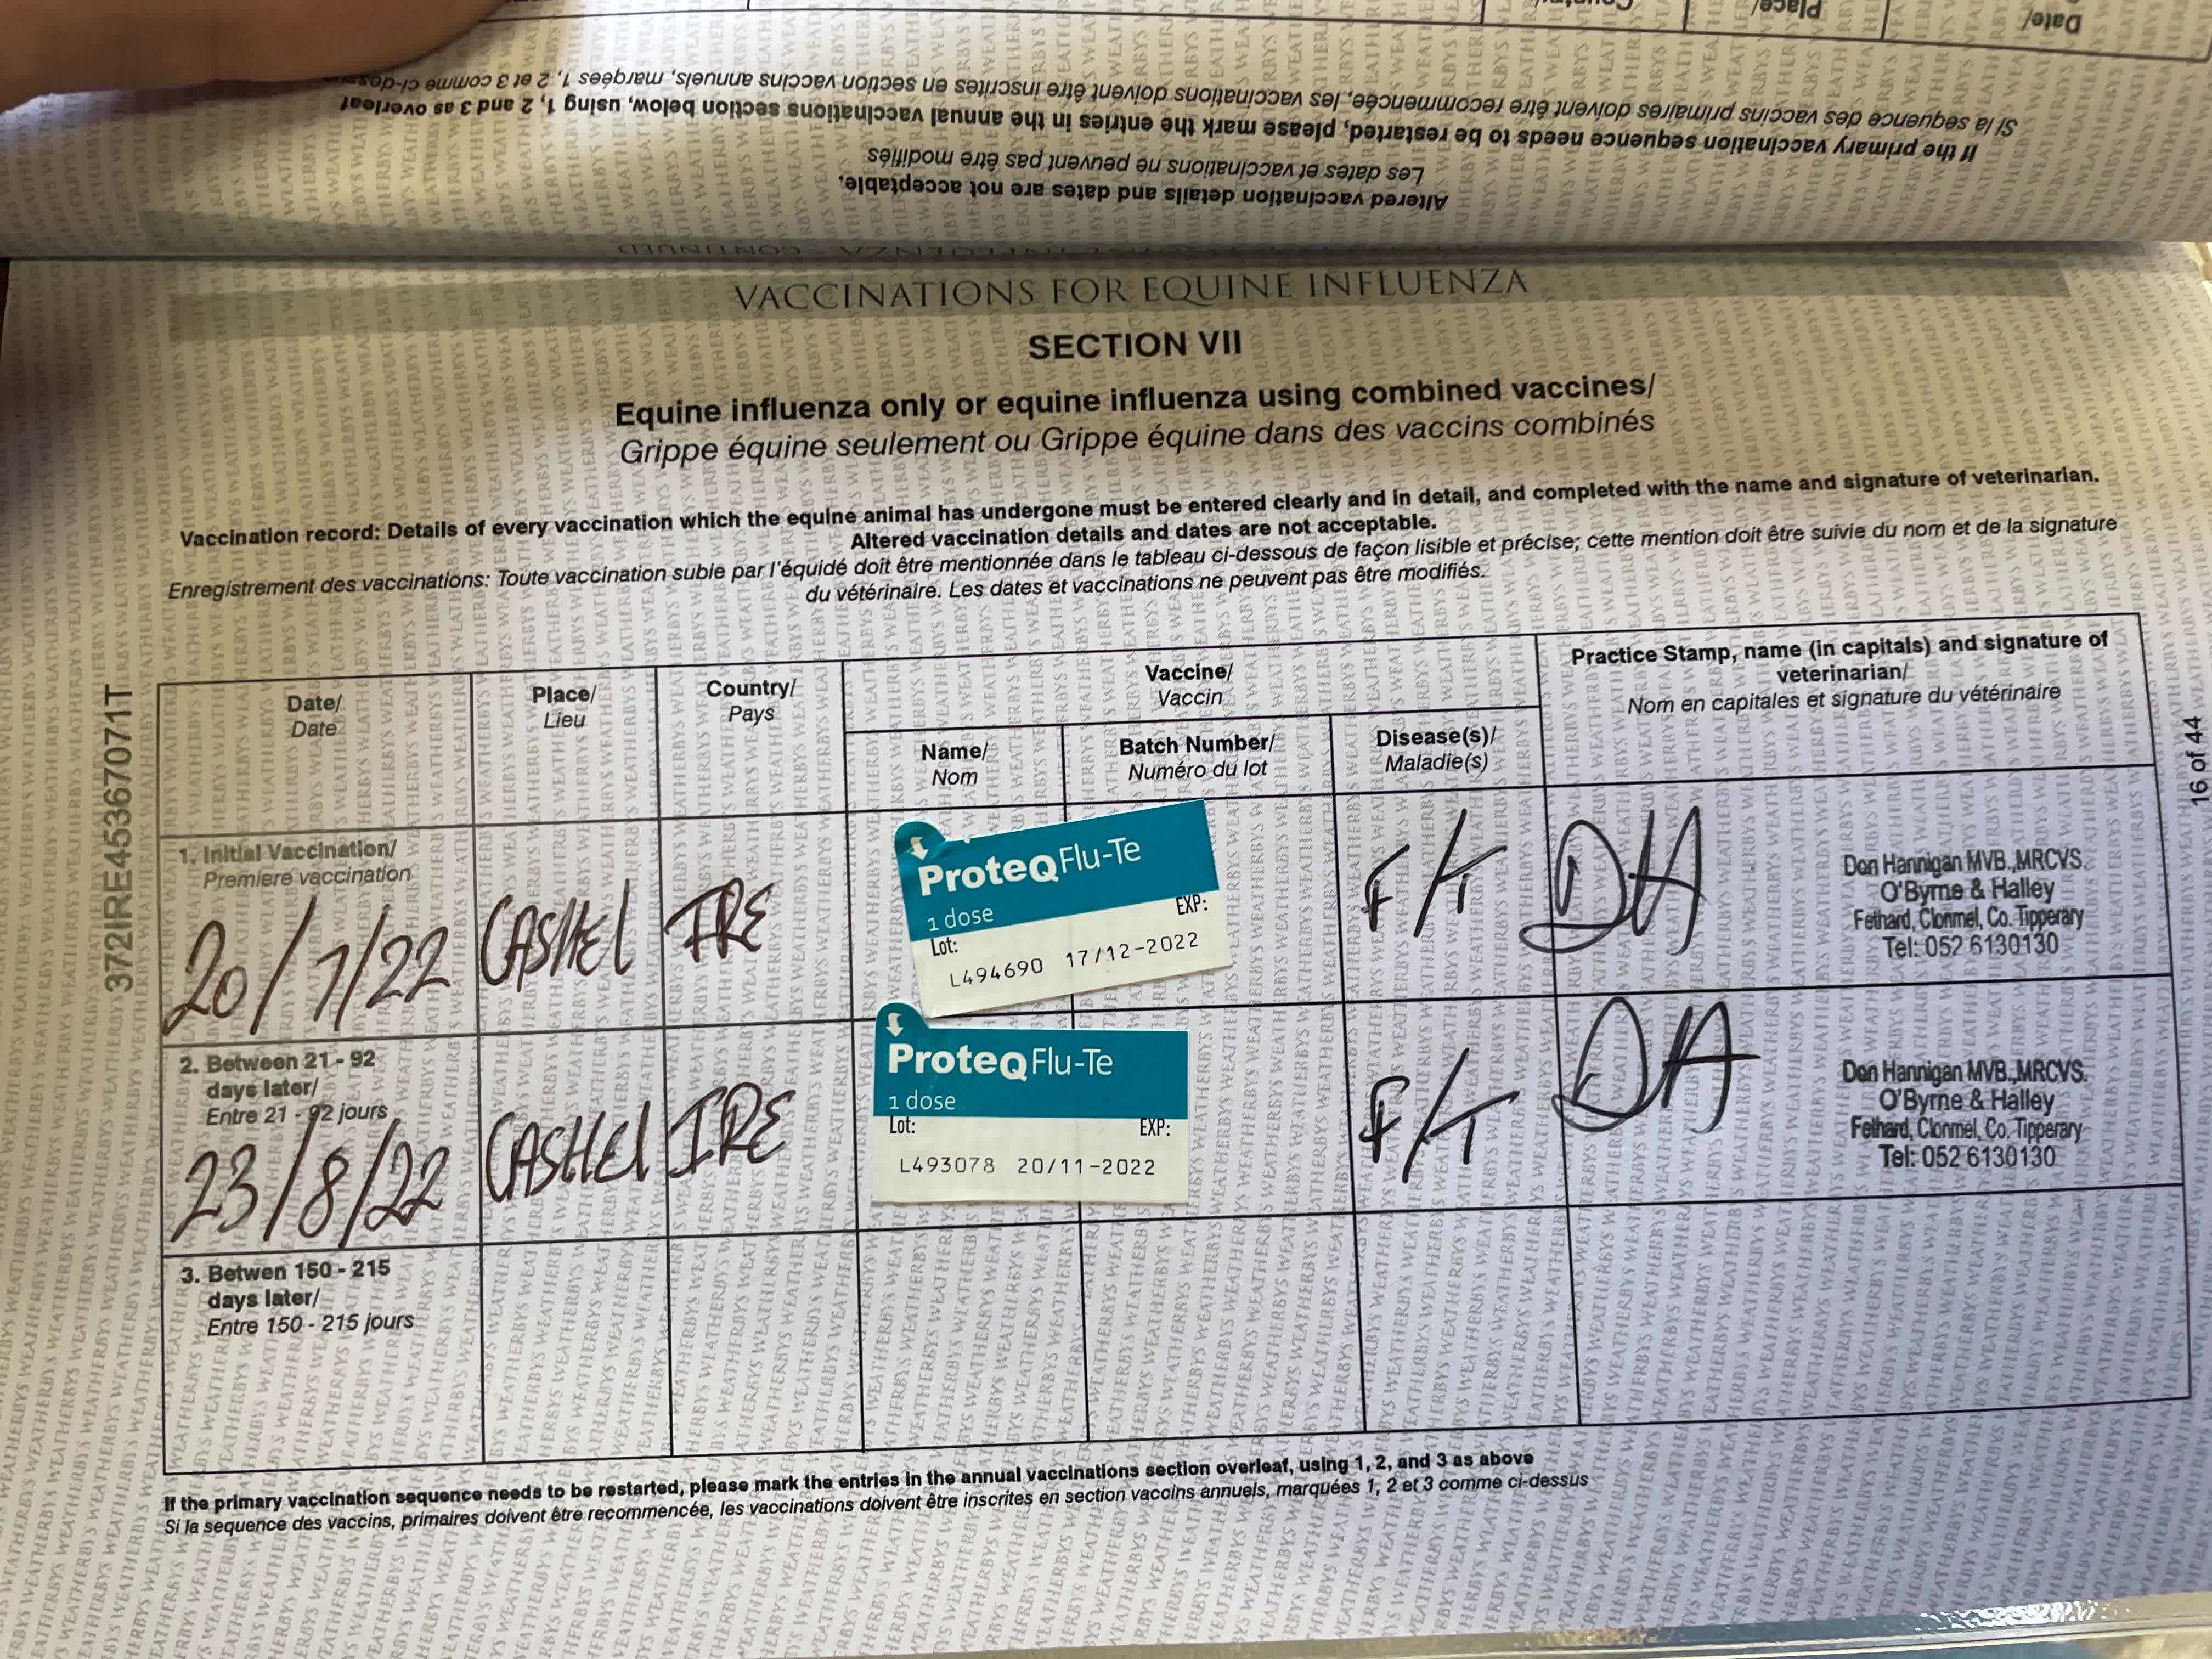 Date/
Place/
Si la sequence des vaccins primaires doivent être recommencée, les vaccinations doivent être inscrites en section vaccins annuels, marquées 1, 2 et 3 comme
If the primary vaccination sequence needs to be restarted, please mark the entries in the annual vaccinations section below, using 1, 2 and 3 as overleaf
Les dates et vaccinations ne peuvent pas être modifiés
Altered vaccination details and dates are not acceptable.
VACCINATIONS FOR EQUINE INFLUENZA
SECTION VII
Equine influenza only or equine influenza using combined vaccines/
Grippe équine seulement ou Grippe équine dans des vaccins combinés
Vaccination record: Details of every vaccination which the equine animal has undergone must be entered clearly and in detail, and completed with the name and signature of veterinarian.
Altered vaccination details and dates are not acceptable.
Enregistrement des vaccinations: Toute vaccination subie par l'équidé doit être mentionnée dans le tableau ci-dessous de façon lisible et précise; cette mention doit être suivie du nom et de la signature
du vétérinaire. Les dates et vaccinations ne peuvent pas être modifiés.
372IRE45367071T
16 of 44
Date/
Date
Place/
Lieu
Country/
Pays
Vaccine/
Vaccin
Name/
Nom
Batch Number/
Numéro du lot
Disease(s)/
Maladie(s)
Practice Stamp, name (in capitals) and signature of
veterinarian/
Nom en capitales et signature du vétérinaire
1. Initial Vaccination/
Premiere vaccination
20/7/22
CASHEL
IRE
ProteqFlu-Te
1 dose
Lot: EXP:
L494690 17/12-2022
F/T
DH
Don Hannigan MVB.,MRCVS.
O'Byrne & Halley
Fethard, Clonmel, Co. Tipperary
Tel: 052 6130130
2. Between 21 - 92
days later/
Entre 21 - 92 jours
23/8/22
CASHEL
IRE
ProteqFlu-Te
1 dose
Lot: EXP:
L493078 20/11-2022
F/T
DH
Don Hannigan MVB.,MRCVS.
O'Byrne & Halley
Fethard, Clonmel, Co. Tipperary
Tel: 052 6130130
3. Betwen 150 - 215
days later/
Entre 150 - 215 jours
If the primary vaccination sequence needs to be restarted, please mark the entries in the annual vaccinations section overleaf, using 1, 2, and 3 as above
Si la sequence des vaccins, primaires doivent être recommencée, les vaccinations doivent être inscrites en section vaccins annuels, marquées 1, 2 et 3 comme ci-dessus